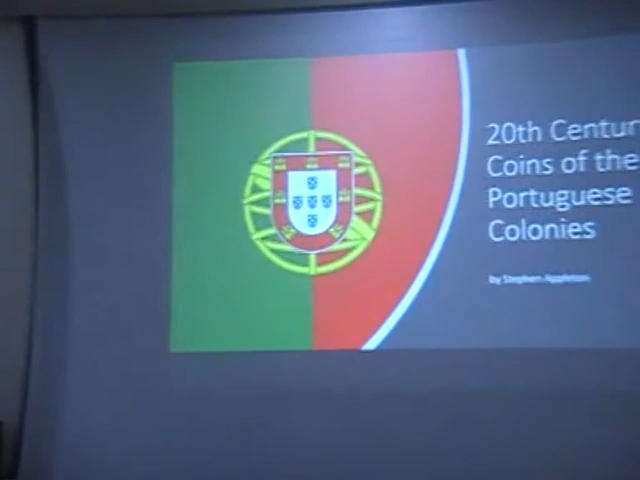 20th Centur
Coins of the
Portuguese
Colonies
by Stephen Appleton